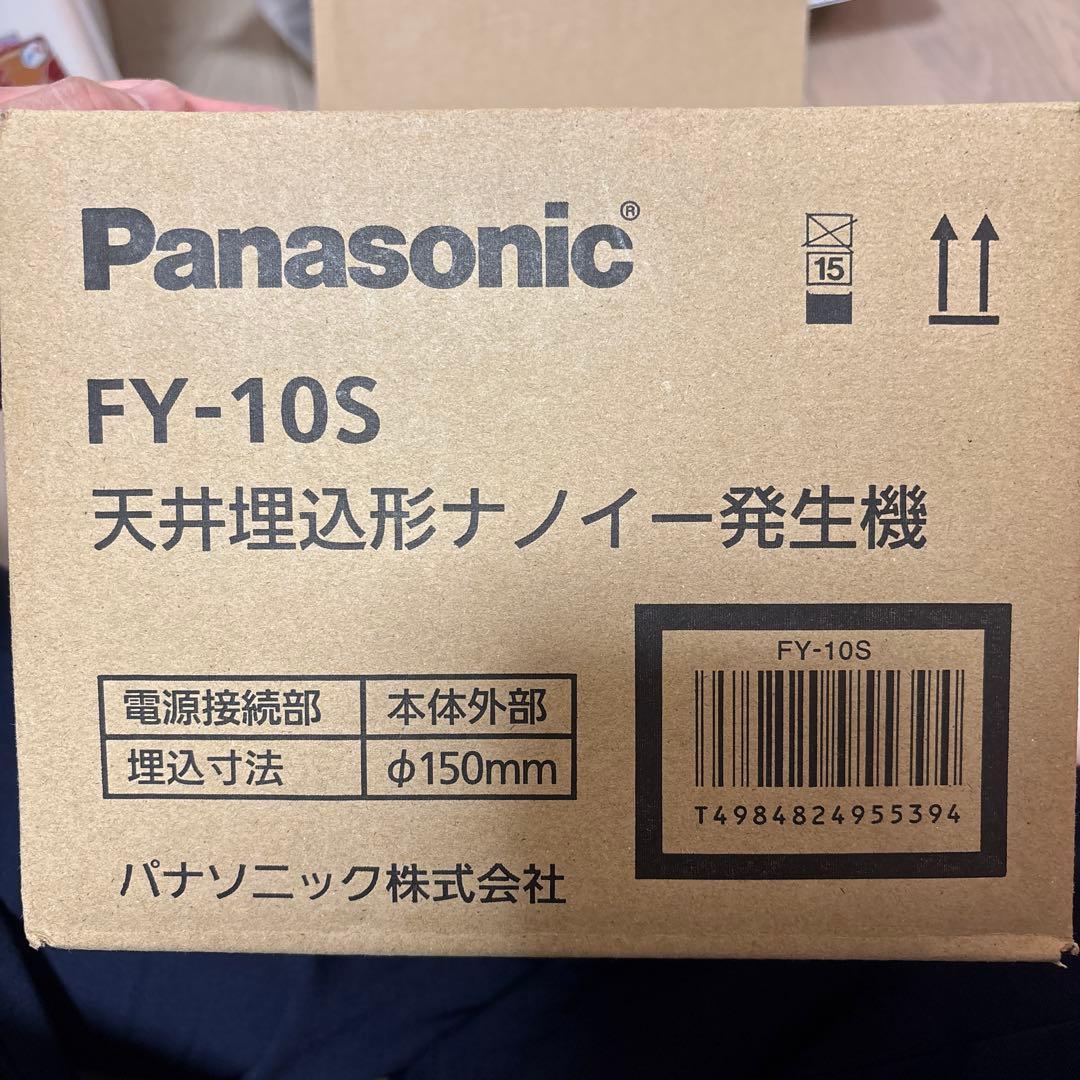 Panasonic®
15
FY-10S
天井埋込形ナノイー発生機
電源接続部 本体外部
埋込寸法 φ150mm
FY-10S
T4984824955394
パナソニック株式会社